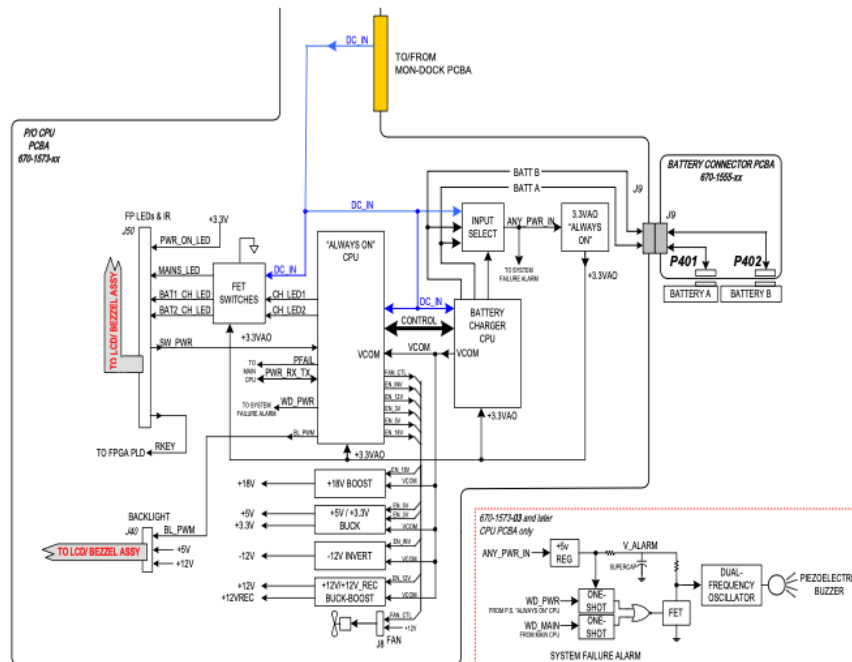 DC_IN
TO/FROM
MON-DOCK PCBA
P/O CPU
PCBA
670-1573-xx
BATTERY CONNECTOR PCBA
670-1555-xx
BATT B
BATT A
J9
J9
FP LEDs & IR
J50
+3.3V
PWR_ON_LED
MAINS_LED
BAT1_CH_LED
BAT2_CH_LED
FET
SWITCHES
DC_IN
DC_IN
CH_LED1
CH_LED2
+3.3VAO
SW_PWR
"ALWAYS ON"
CPU
INPUT
SELECT
ANY_PWR_IN
3.3VAO
"ALWAYS
ON"
+3.3VAO
TO SYSTEM
FAILURE ALARM
P401
P402
BATTERY A
BATTERY B
DC_IN
CONTROL
BATTERY
CHARGER
CPU
VCOM
VCOM
VCOM
+3.3VAO
TO LCD/ BEZZEL ASSY
TO
MAIN
CPU
PFAIL
PWR_RX_TX
TO SYSTEM
FAILURE ALARM
WD_PWR
BL_PWM
FAN_CTL
EN_INV
EN_12V
EN_3V
EN_5V
EN_18V
+3.3VAO
TO FPGA PLD
RKEY
+18V
+18V BOOST
EN_18V
VCOM
+5V
+3.3V
+5V / +3.3V
BUCK
EN_5V
EN_3V
VCOM
-12V
-12V INVERT
EN_INV
VCOM
+12V
+12VREC
+12V/+12V_REC
BUCK-BOOST
EN_12V
VCOM
FAN_CTL
+12V
J8
FAN
BACKLIGHT
J40
BL_PWM
+5V
+12V
TO LCD/ BEZZEL ASSY
670-1573-03 and later
CPU PCBA only
ANY_PWR_IN
+5v
REG
V_ALARM
SUPERCAP
WD_PWR
FROM P.S. "ALWAYS ON" CPU
WD_MAIN
FROM MAIN CPU
ONE-
SHOT
ONE-
SHOT
FET
DUAL-
FREQUENCY
OSCILLATOR
PIEZOELECTRIC
BUZZER
SYSTEM FAILURE ALARM